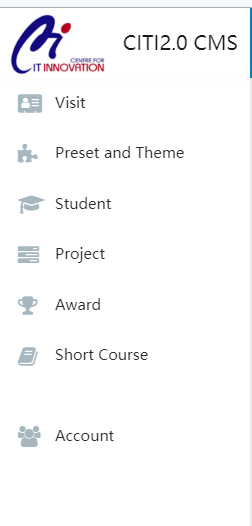 CENTRE FOR
IT INNOVATION
CITI2.0 CMS
Visit
Preset and Theme
Student
Project
Award
Short Course
Account